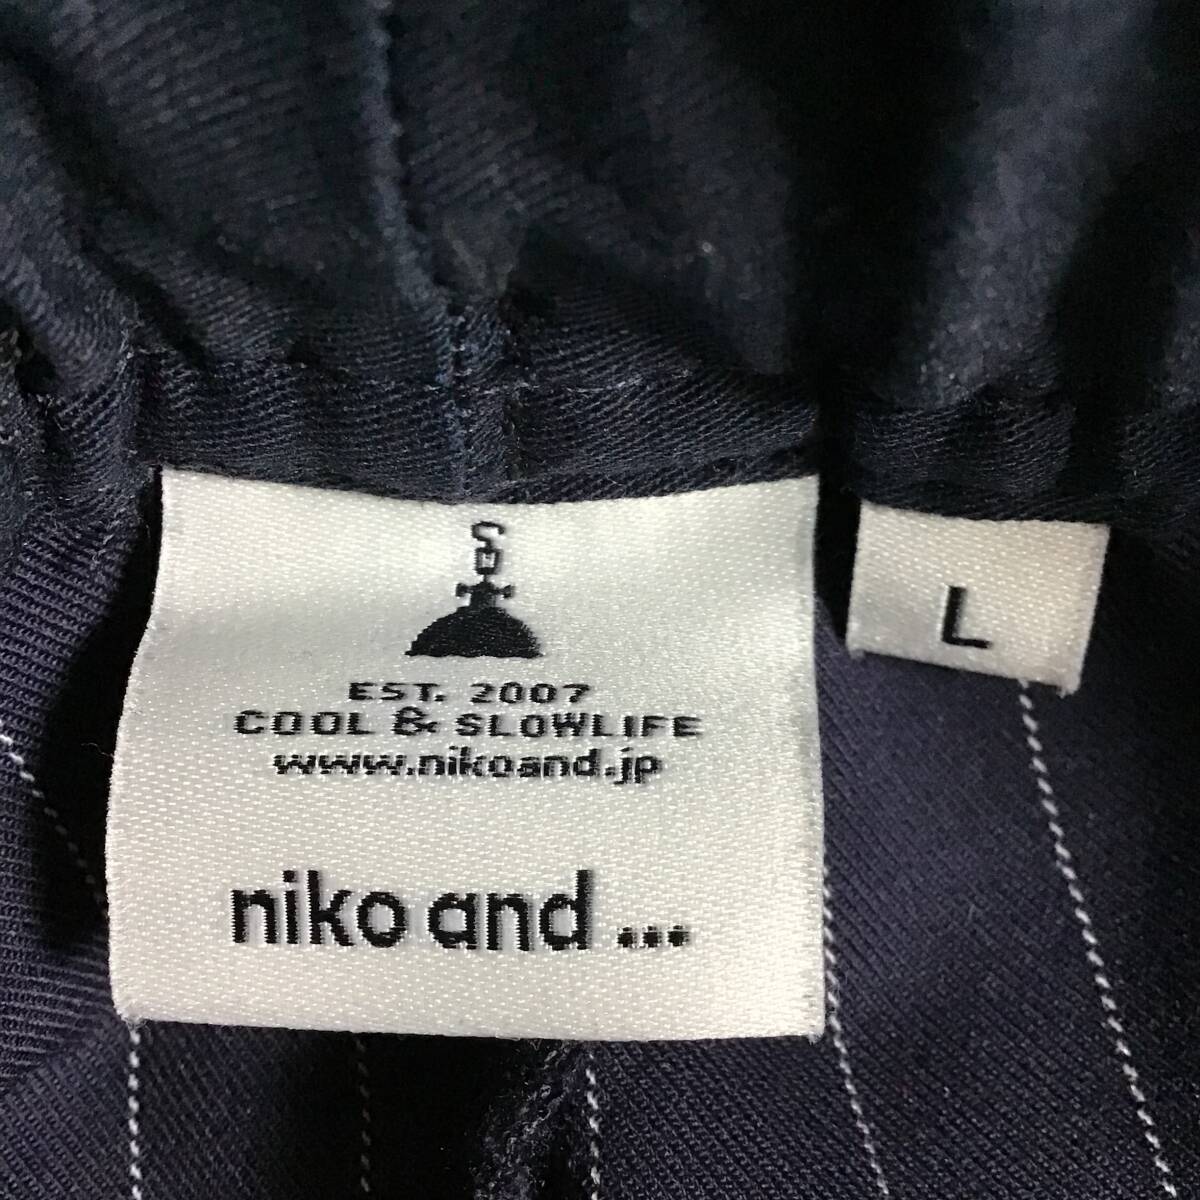 EST. 2007
COOL & SLOWLIFE
www.nikoand.jp
niko and ...
L